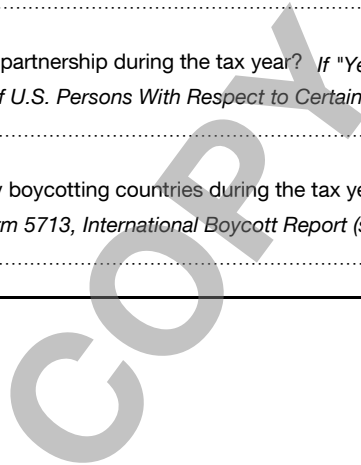 partnership during the tax year? If "Ye
f U.S. Persons With Respect to Certain
boycotting countries during the tax ye
rm 5713, International Boycott Report (s
COPY